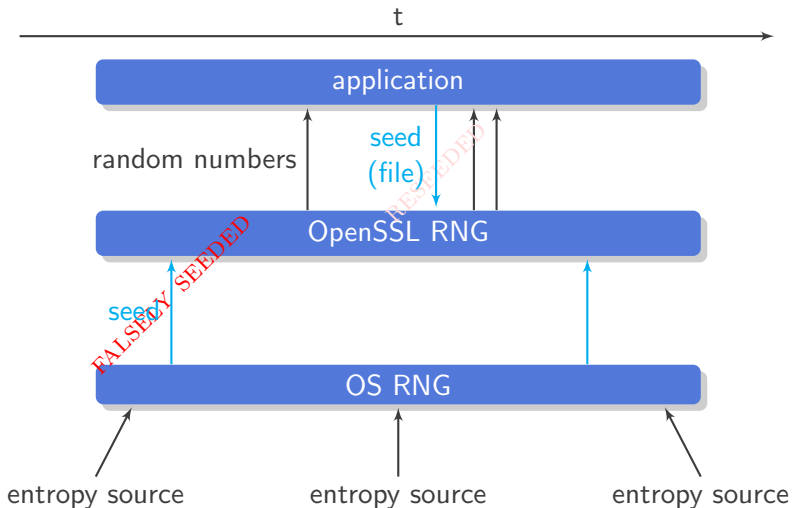 t
application
random numbers
seed
(file)
RESEEDED
OpenSSL RNG
FALSELY SEEDED
seed
OS RNG
entropy source
entropy source
entropy source